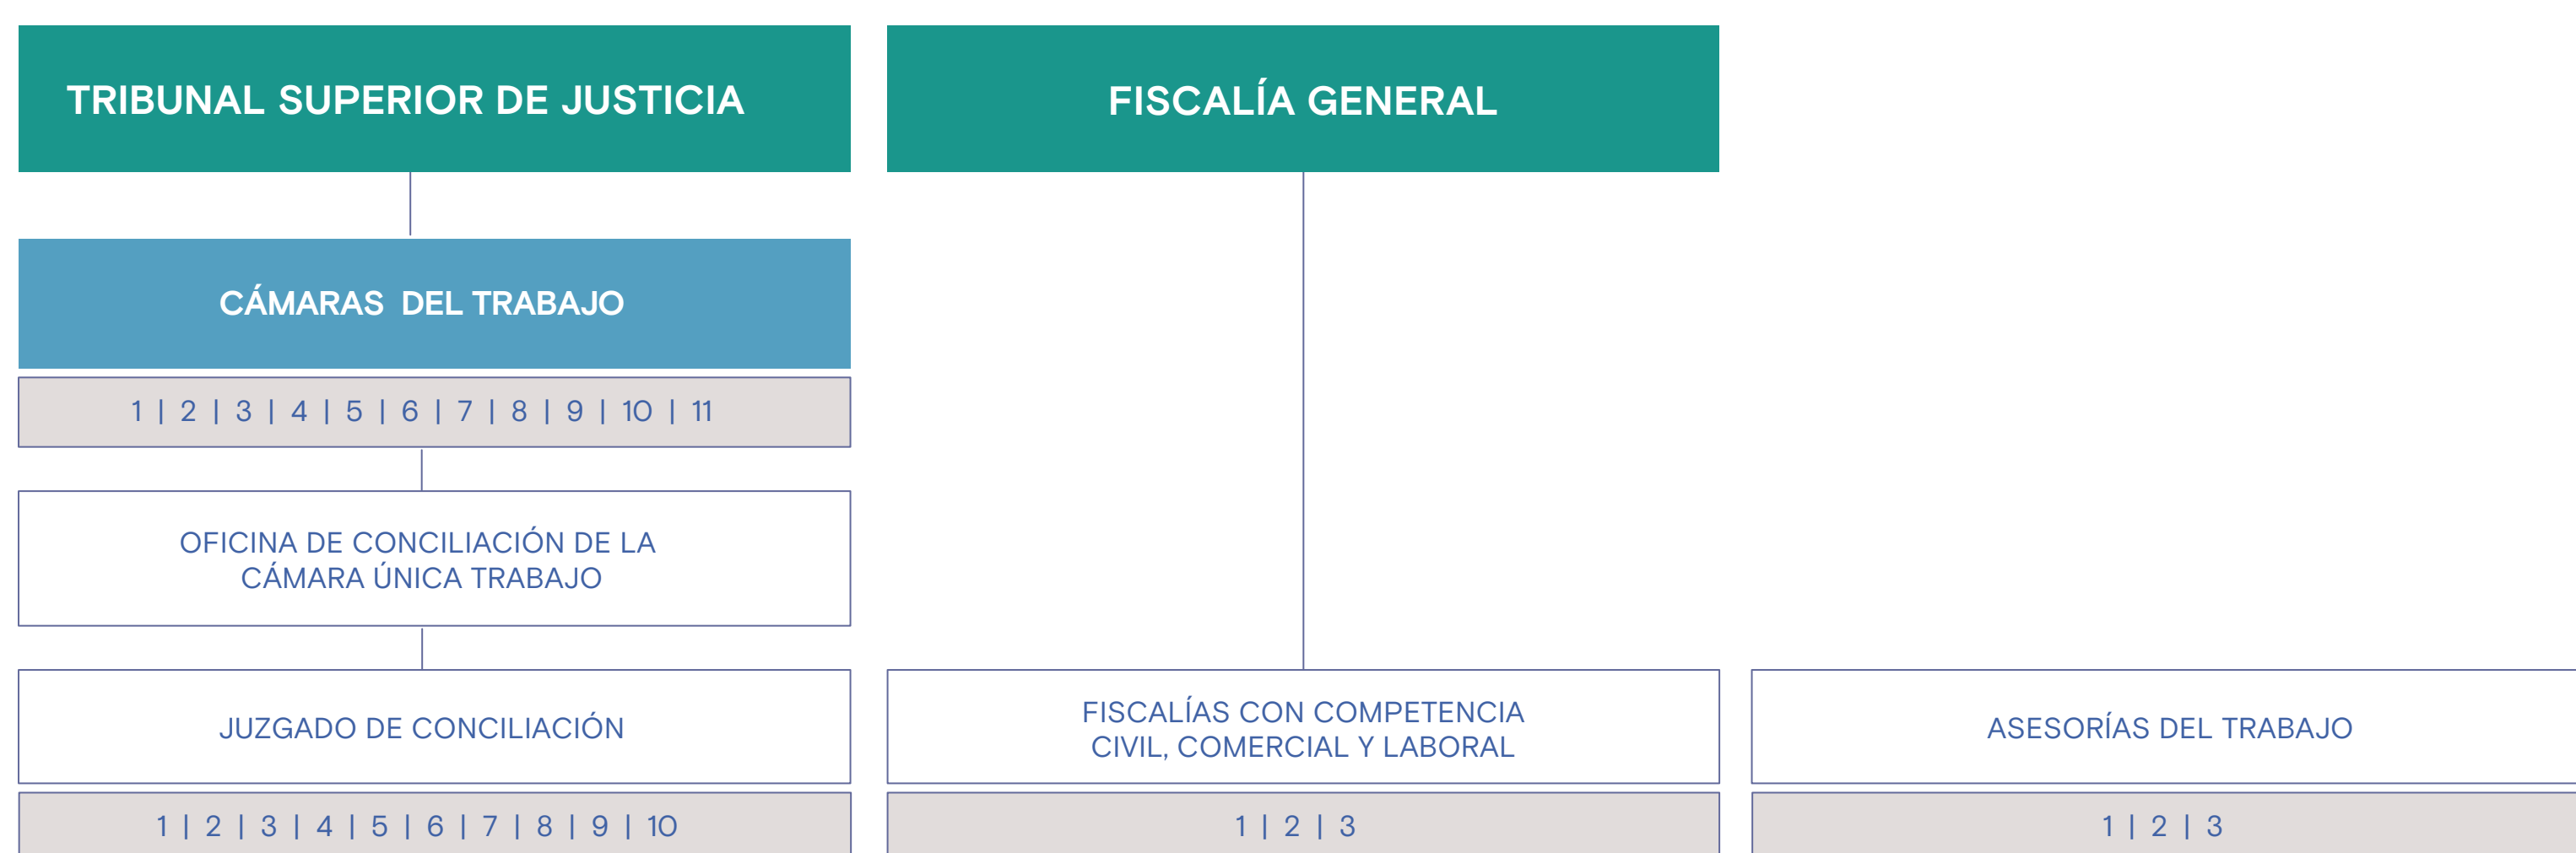 TRIBUNAL SUPERIOR DE JUSTICIA
FISCALÍA GENERAL
CÁMARAS DEL TRABAJO
1 | 2 | 3 | 4 | 5 | 6 | 7 | 8 | 9 | 10 | 11
OFICINA DE CONCILIACIÓN DE LA
CÁMARA ÚNICA TRABAJO
JUZGADO DE CONCILIACIÓN
1 | 2 | 3 | 4 | 5 | 6 | 7 | 8 | 9 | 10
FISCALÍAS CON COMPETENCIA
CIVIL, COMERCIAL Y LABORAL
1 | 2 | 3
ASESORÍAS DEL TRABAJO
1 | 2 | 3